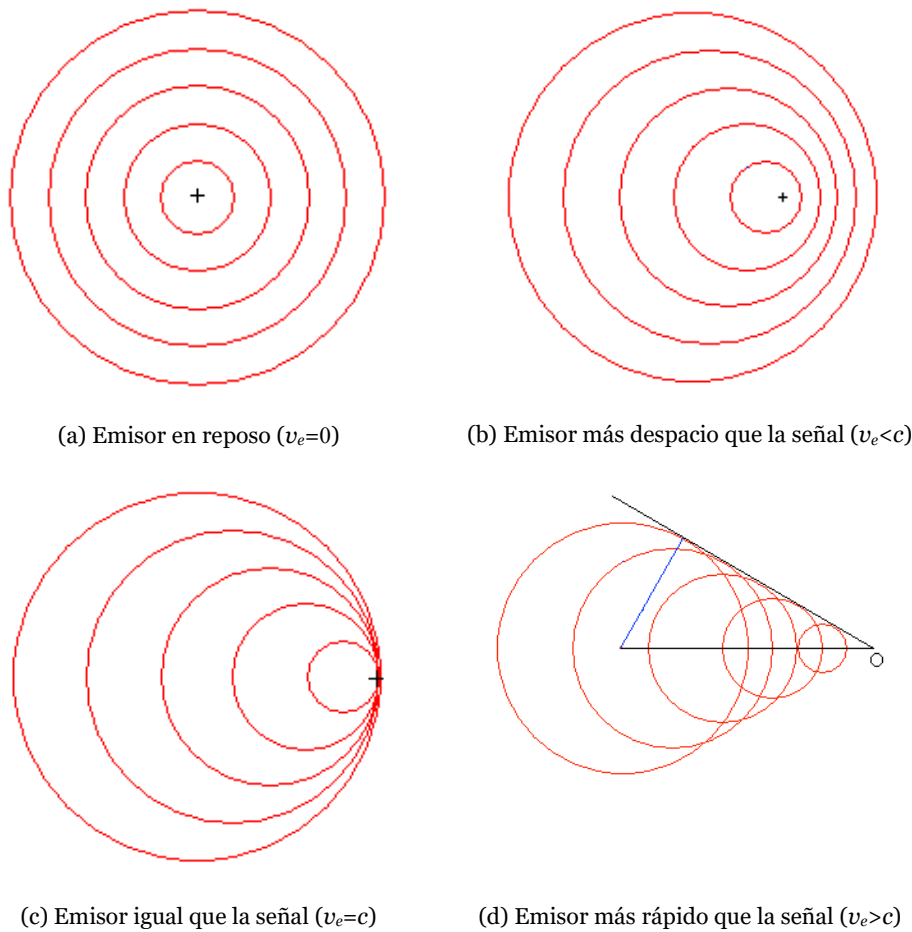 (a) Emisor en reposo (vₑ=0)
(b) Emisor más despacio que la señal (vₑ<c)
O
(c) Emisor igual que la señal (vₑ=c)
(d) Emisor más rápido que la señal (vₑ>c)